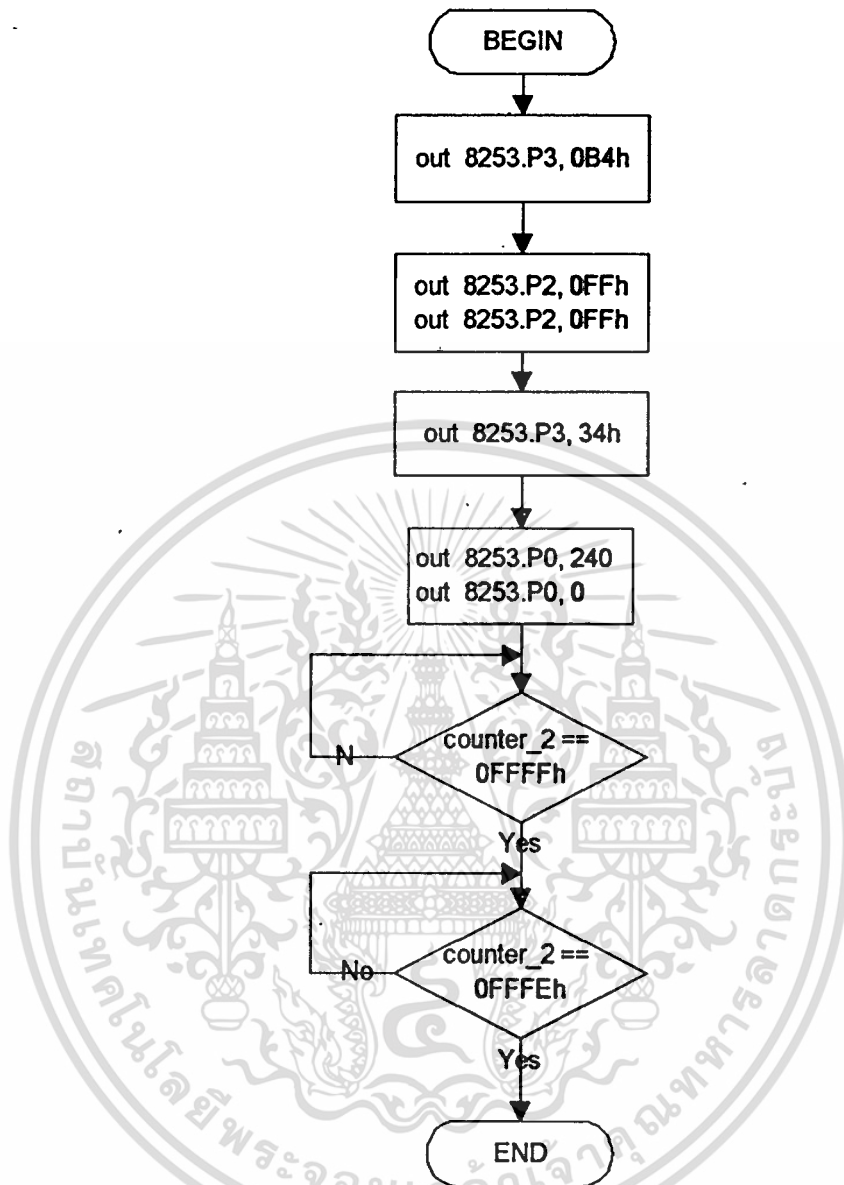 BEGIN
out 8253.P3, 0B4h
out 8253.P2, 0FFh
out 8253.P2, 0FFh
out 8253.P3, 34h
out 8253.P0, 240
out 8253.P0, 0
counter_2 ==
0FFFFh
N
Yes
counter_2 ==
0FFFEh
No
Yes
END